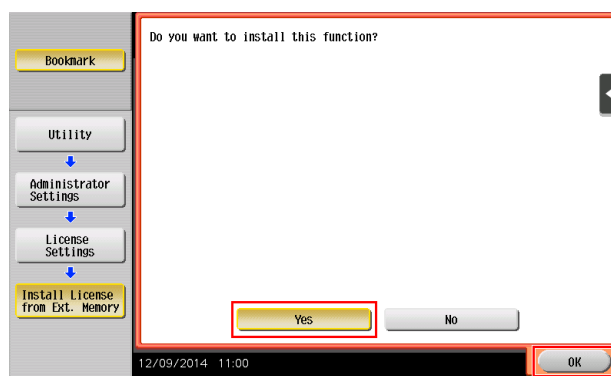 Do you want to install this function?
Bookmark
Utility
Administrator
Settings
License
Settings
Install License
from Ext. Memory
Yes
No
12/09/2014 11:00
OK